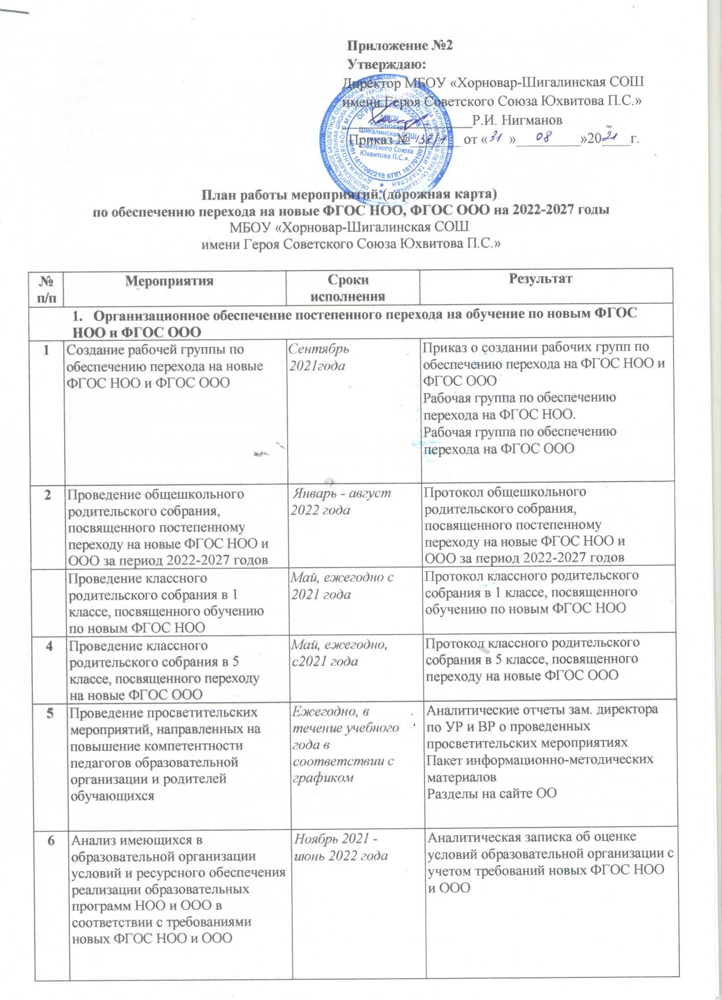 Приложение №2
Утверждаю:
Директор МБОУ «Хорновар-Шигалинская СОШ
имени Героя Советского Союза Юхвитова П.С.»
Р.И. Нигманов
Приказ № 138/1 от « 31 » 08 »20 21 г.
МБОУ
«Хорновар-
Шигалинская СОШ
имени Героя
Советского Союза
Юхвитова П.С.».
ИНН 1617002218 КПП
План работы мероприятий (дорожная карта)
по обеспечению перехода на новые ФГОС НОО, ФГОС ООО на 2022-2027 годы
МБОУ «Хорновар-Шигалинская СОШ
имени Героя Советского Союза Юхвитова П.С.»
№
п/п
Мероприятия
Сроки
исполнения
Результат
1. Организационное обеспечение постепенного перехода на обучение по новым ФГОС
НОО и ФГОС ООО
1
Создание рабочей группы по
обеспечению перехода на новые
ФГОС НОО и ФГОС ООО
Сентябрь
2021года
Приказ о создании рабочих групп по
обеспечению перехода на ФГОС НОО и
ФГОС ООО
Рабочая группа по обеспечению
перехода на ФГОС НОО.
Рабочая группа по обеспечению
перехода на ФГОС ООО
2
Проведение общешкольного
родительского собрания,
посвященного постепенному
переходу на новые ФГОС НОО и
ООО за период 2022-2027 годов
Январь - август
2022 года
Протокол общешкольного
родительского собрания,
посвященного постепенному
переходу на новые ФГОС НОО и
ООО за период 2022-2027 годов
Проведение классного
родительского собрания в 1
классе, посвященного обучению
по новым ФГОС НОО
Май, ежегодно с
2021 года
Протокол классного родительского
собрания в 1 классе, посвященного
обучению по новым ФГОС НОО
4
Проведение классного
родительского собрания в 5
классе, посвященного переходу
на новые ФГОС ООО
Май, ежегодно,
с2021 года
Протокол классного родительского
собрания в 5 классе, посвященного
переходу на новые ФГОС ООО
5
Проведение просветительских
мероприятий, направленных на
повышение компетентности
педагогов образовательной
организации и родителей
обучающихся
Ежегодно, в
течение учебного
года в
соответствии с
графиком
Аналитические отчеты зам. директора
по УР и ВР о проведенных
просветительских мероприятиях
Пакет информационно-методических
материалов
Разделы на сайте ОО
6
Анализ имеющихся в
образовательной организации
условий и ресурсного обеспечения
реализации образовательных
программ НОО и ООО в
соответствии с требованиями
новых ФГОС НОО и ООО
Ноябрь 2021 -
июнь 2022 года
Аналитическая записка об оценке
условий образовательной организации с
учетом требований новых ФГОС НОО
и ООО